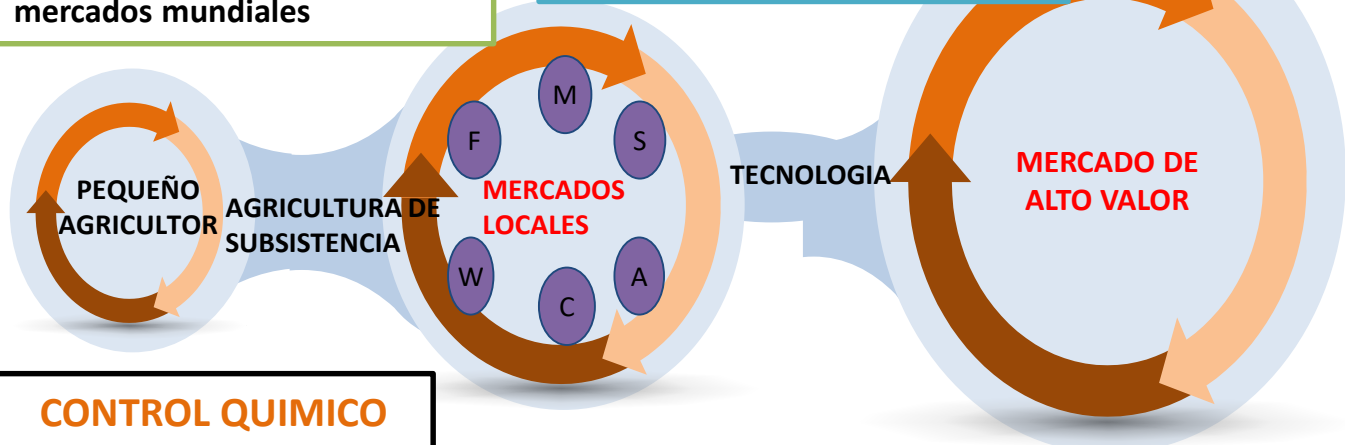 mercados mundiales
M
F
S
PEQUEÑO
AGRICULTOR
AGRICULTURA DE
SUBSISTENCIA
MERCADOS
LOCALES
W
C
A
TECNOLOGIA
MERCADO DE
ALTO VALOR
CONTROL QUIMICO